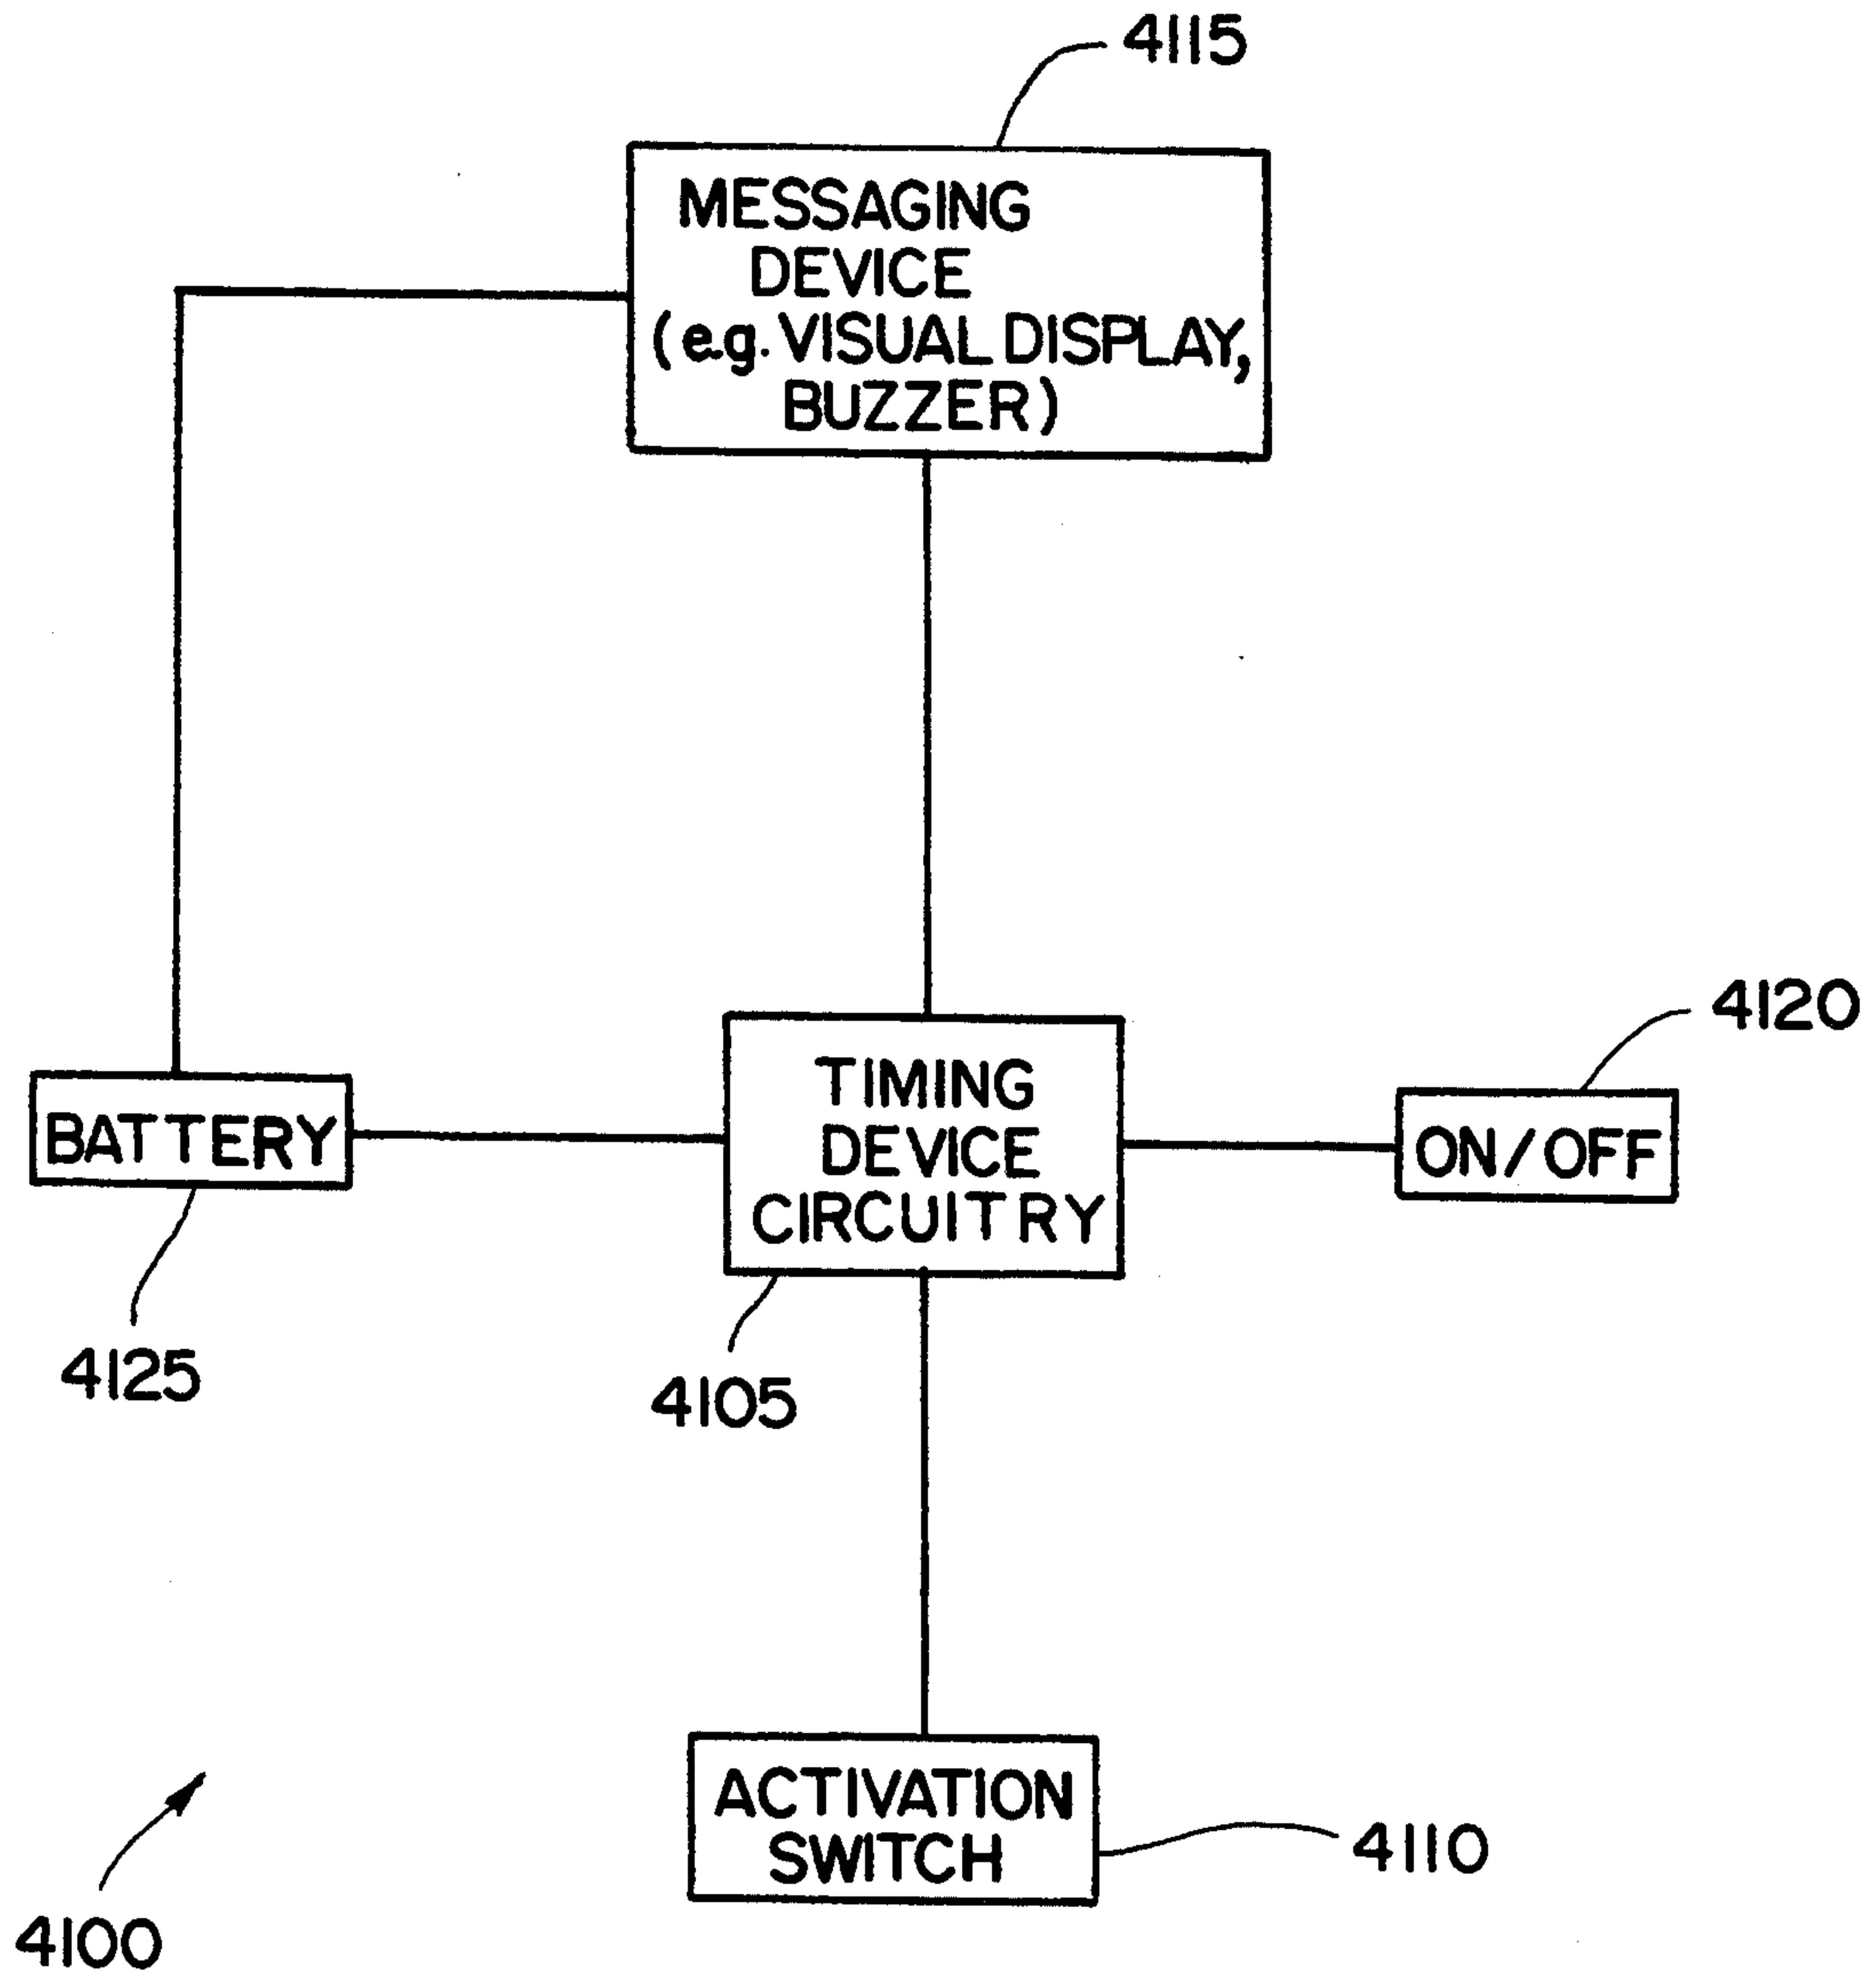 4115
MESSAGING
DEVICE
(e.g. VISUAL DISPLAY,
BUZZER)
4120
BATTERY
TIMING
DEVICE
CIRCUITRY
ON/OFF
4125
4105
ACTIVATION
SWITCH
4110
4100